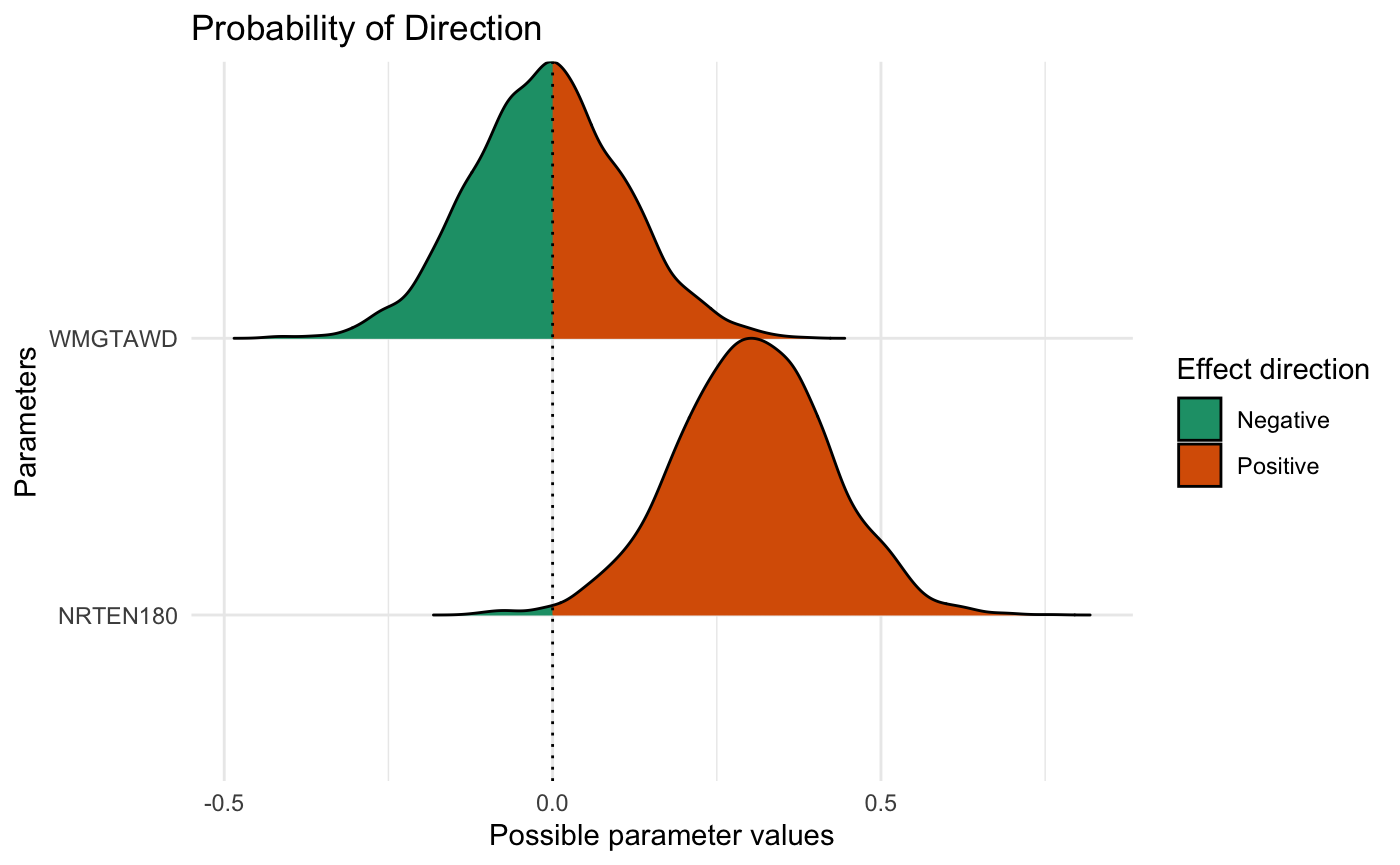 Probability of Direction
WMGTAWD
NRTEN180
Parameters
-0.5
0.0
0.5
Possible parameter values
Effect direction
Negative
Positive